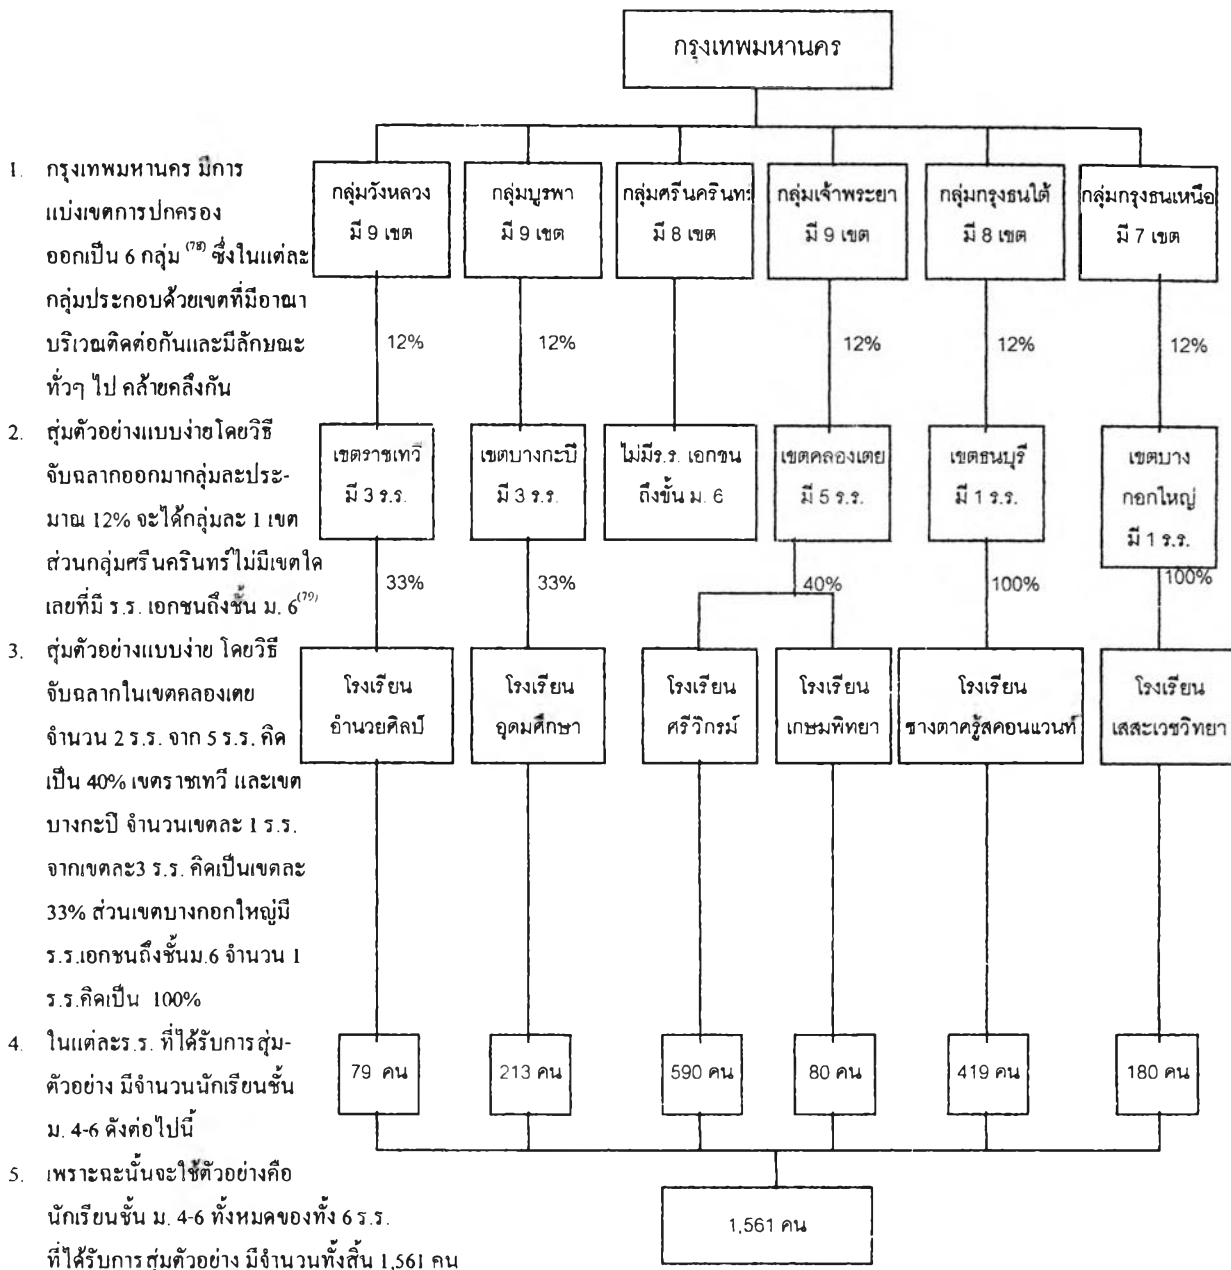 กรุงเทพมหานคร
กลุ่มวังหลวง
มี 9 เขต
กลุ่มบูรพา
มี 9 เขต
กลุ่มศรีนครินทร
มี 8 เขต
กลุ่มเจ้าพระยา
มี 9 เขต
กลุ่มกรุงธนใต้
มี 8 เขต
กลุ่มกรุงธนเหนือ
มี 7 เขต
12%
12%
12%
12%
12%
เขตราชเทวี
มี 3 ร.ร.
เขตบางกะปี
มี 3 ร.ร.
ไม่มีร.ร. เอกชน
ถึงขั้น ม. 6
เขตคลองเตย
มี 5 ร.ร.
เขตธนบุรี
มี 1 ร.ร.
เขตบาง
กอกใหญ่
มี 1 ร.ร.
33%
33%
40%
100%
100%
โรงเรียน
อำนวยศิลป์
โรงเรียน
อุดมศึกษา
โรงเรียน
ศรีวิกรม์
โรงเรียน
เกษมพิทยา
โรงเรียน
ซางตาครู้สคอนแวนท์
โรงเรียน
เสสะเวชวิทยา
79 คน
213 คน
590 คน
80 คน
419 คน
180 คน
1,561 คน
1. กรุงเทพมหานคร มีการ
แบ่งเขตการปกครอง
ออกเป็น 6 กลุ่ม (78) ซึ่งในแต่ละ
กลุ่มประกอบด้วยเขตที่มีอาณา
บริเวณติดต่อกันและมีลักษณะ
ทั่วๆ ไป คล้ายคลึงกัน
2. สุ่มตัวอย่างแบบง่ายโดยวิธี
จับฉลากออกมากลุ่มละประ-
มาณ 12% จะได้กลุ่มละ 1 เขต
ส่วนกลุ่มศรีนครินทร์ไม่มีเขตใด
เลยที่มี ร.ร. เอกชนถึงชั้น ม. 6(79)
3. สุ่มตัวอย่างแบบง่าย โดยวิธี
จับฉลากในเขตคลองเตย
จำนวน 2 ร.ร. จาก 5 ร.ร. คิด
เป็น 40% เขตราชเทวี และเขต
บางกะปิ จำนวนเขตละ 1 ร.ร.
จากเขตละ3 ร.ร. คิดเป็นเขตละ
33% ส่วนเขตบางกอกใหญ่มี
ร.ร.เอกชนถึงชั้นม.6 จำนวน 1
ร.ร.คิดเป็น 100%
4. ในแต่ละร.ร. ที่ได้รับการสุ่ม-
ตัวอย่าง มีจำนวนนักเรียนชั้น
ม. 4-6 ดังต่อไปนี้
5. เพราะฉะนั้นจะใช้ตัวอย่างคือ
นักเรียนชั้น ม. 4-6 ทั้งหมดของทั้ง 6 ร.ร.
ที่ได้รับการสุ่มตัวอย่าง มีจำนวนทั้งสิ้น 1,561 คน